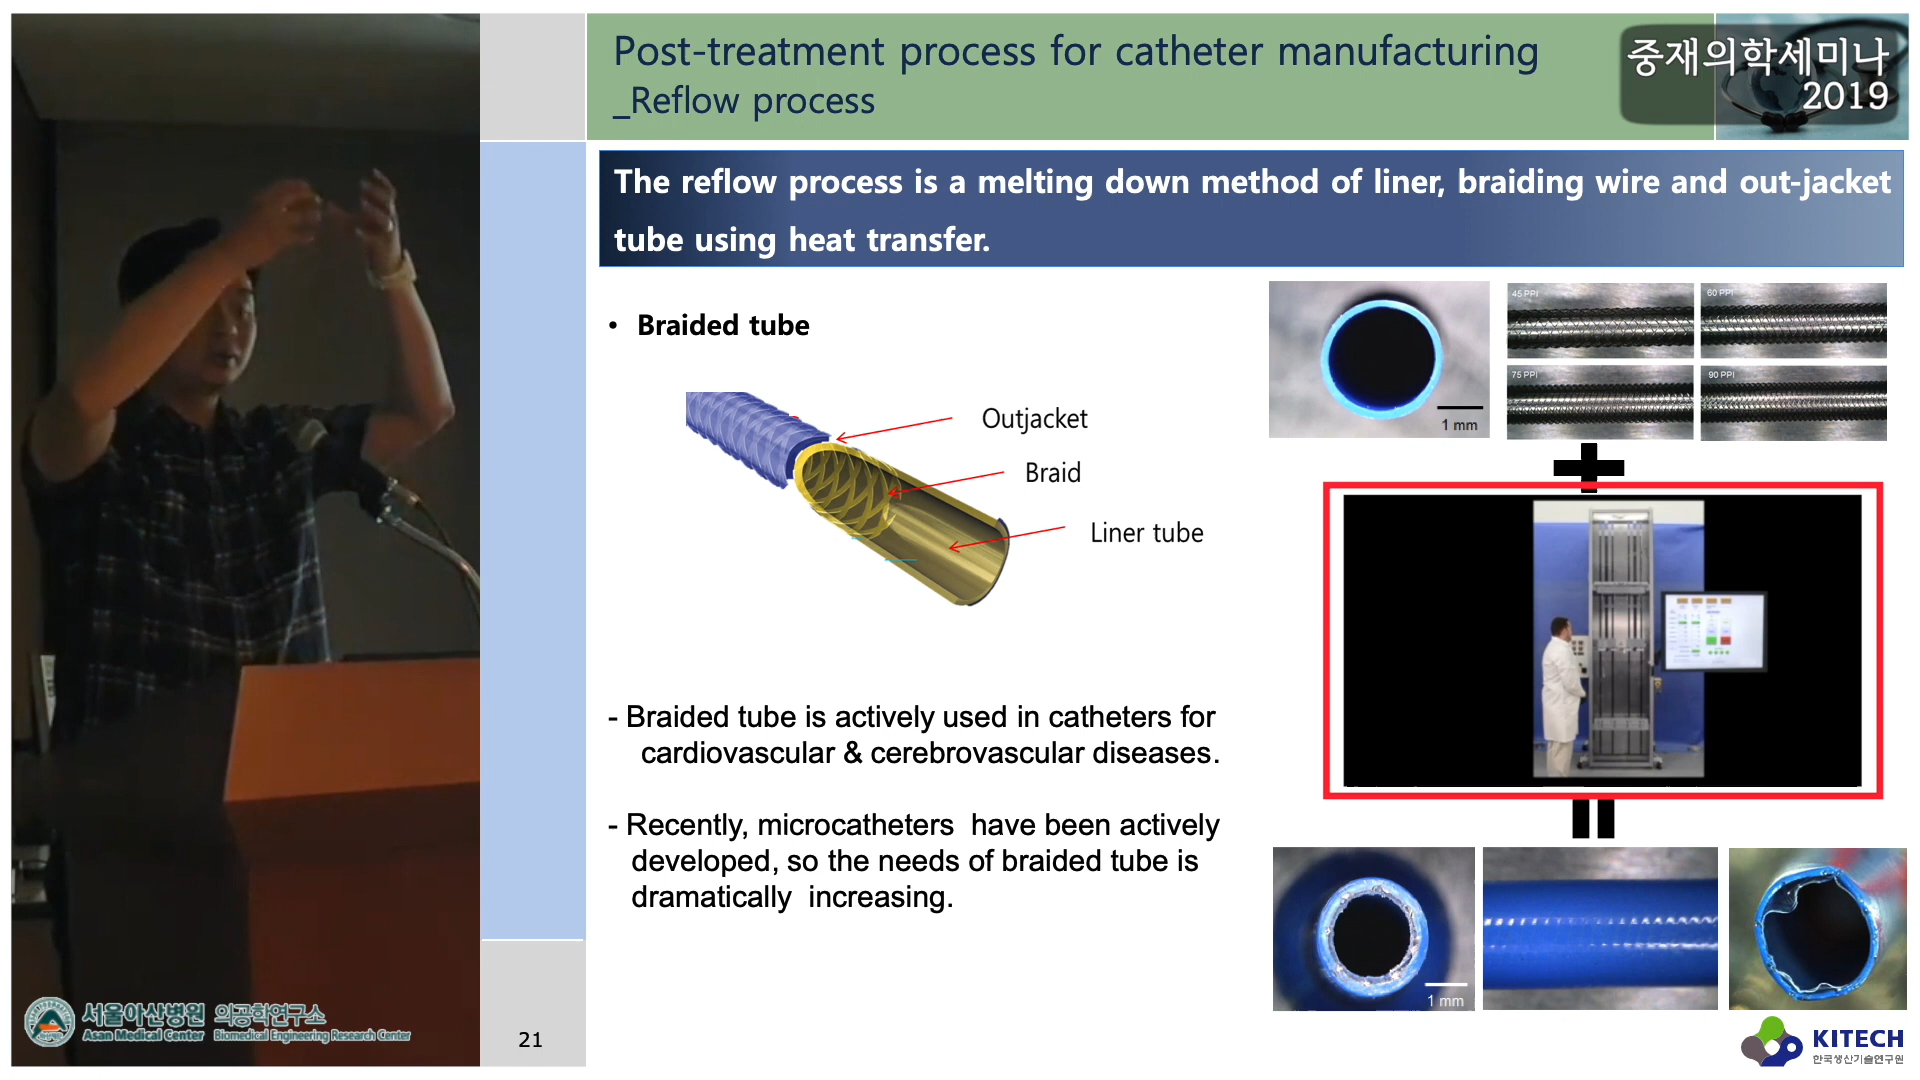 Post-treatment process for catheter manufacturing
_Reflow process
중재의학세미나
2019
The reflow process is a melting down method of liner, braiding wire and out-jacket
tube using heat transfer.
• Braided tube
Outjacket
Braid
Liner tube
- Braided tube is actively used in catheters for
cardiovascular & cerebrovascular diseases.
- Recently, microcatheters  have been actively
developed, so the needs of braided tube is
dramatically  increasing.
1 mm
45 PPI
60 PPI
75 PPI
90 PPI
1 mm
서울아산병원 의공학연구소
Asan Medical Center Biomedical Engineering Research Center
21
KITECH
한국생산기술연구원